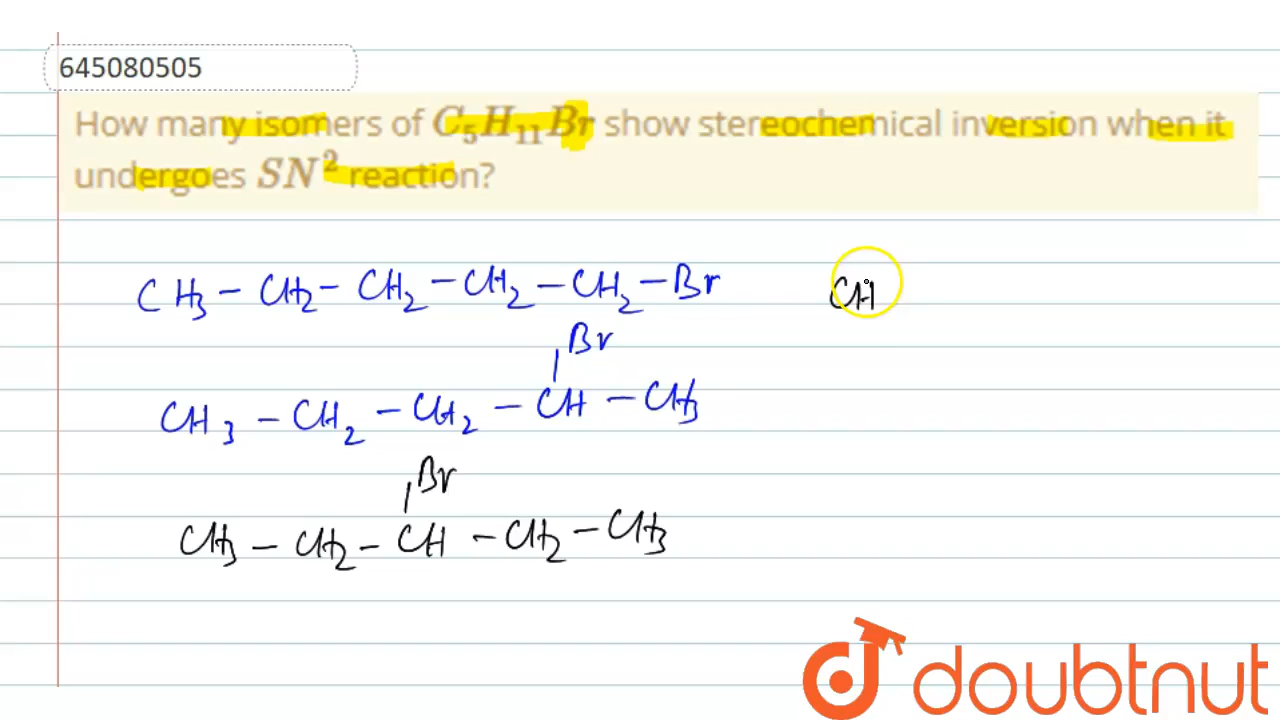 645080505
How many isomers of C₅H₁₁Br show stereochemical inversion when it
undergoes SN² reaction?
CH₃ – CH₂ – CH₂ – CH₂ – CH₂ – Br
CH
Br
CH₃ – CH₂ – CH₂ – CH – CH₃
Br
CH₃ – CH₂ – CH – CH₂ – CH₃
doubtnut